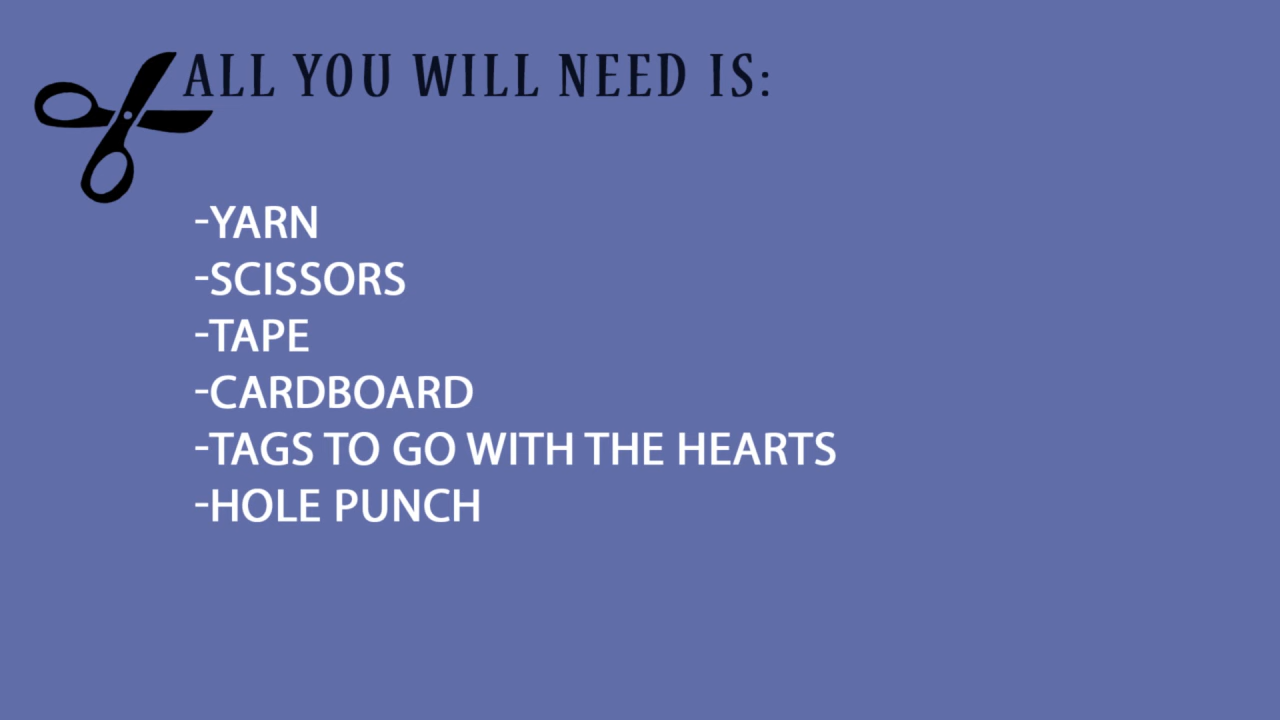 ALL YOU WILL NEED IS:
-YARN
-SCISSORS
-TAPE
-CARDBOARD
-TAGS TO GO WITH THE HEARTS
-HOLE PUNCH